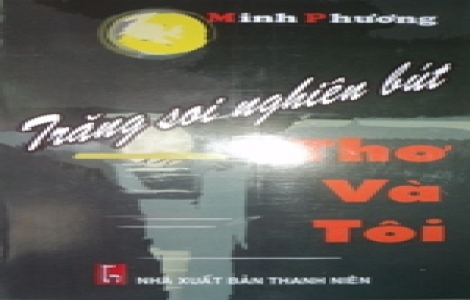 Minh Phương
Trăng soi nghiên bút
Thơ
Và
Tôi
NHÀ XUẤT BẢN THANH NIÊN